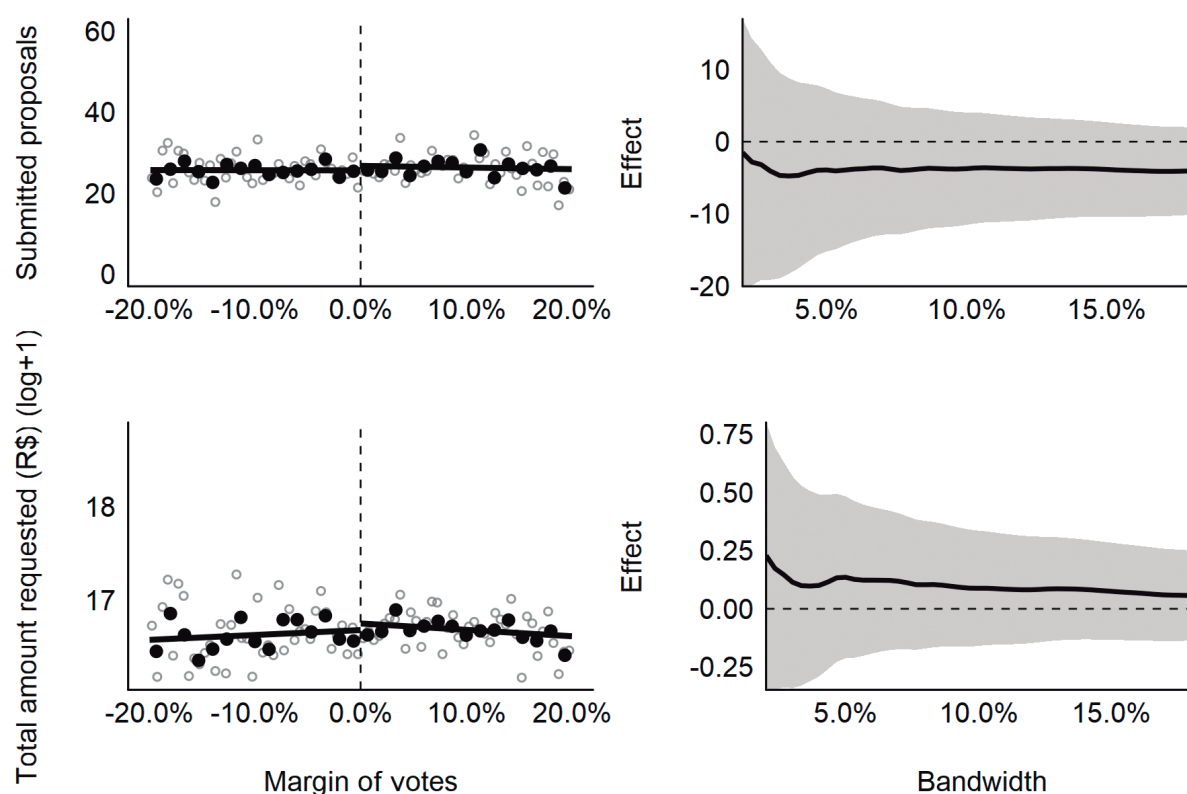 Submitted proposals
60
40
20
0
-20.0% -10.0% 0.0% 10.0% 20.0%
Effect
10
0
-10
-20
5.0% 10.0% 15.0%
Total amount requested (R$) (log+1)
18
17
-20.0% -10.0% 0.0% 10.0% 20.0%
Margin of votes
Effect
0.75
0.50
0.25
0.00
-0.25
5.0% 10.0% 15.0%
Bandwidth